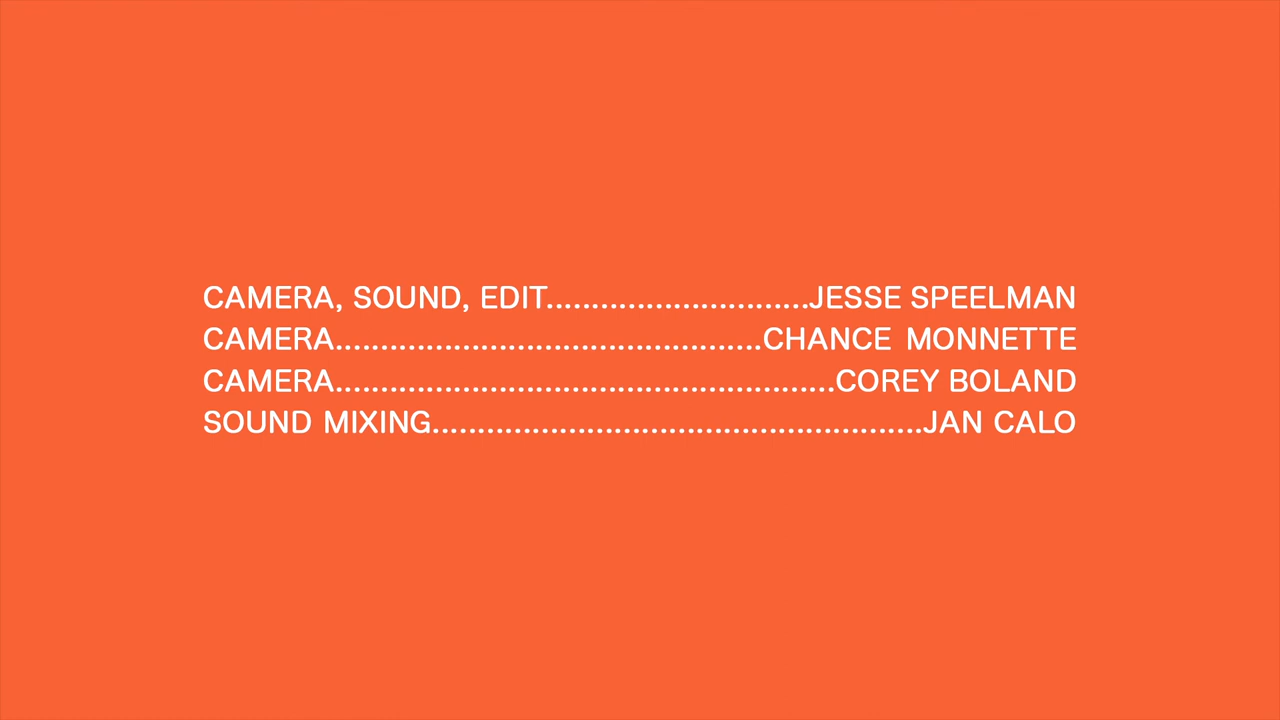 CAMERA, SOUND, EDIT.............................JESSE SPEELMAN
CAMERA...............................................CHANCE MONNETTE
CAMERA.......................................................COREY BOLAND
SOUND MIXING......................................................JAN CALO